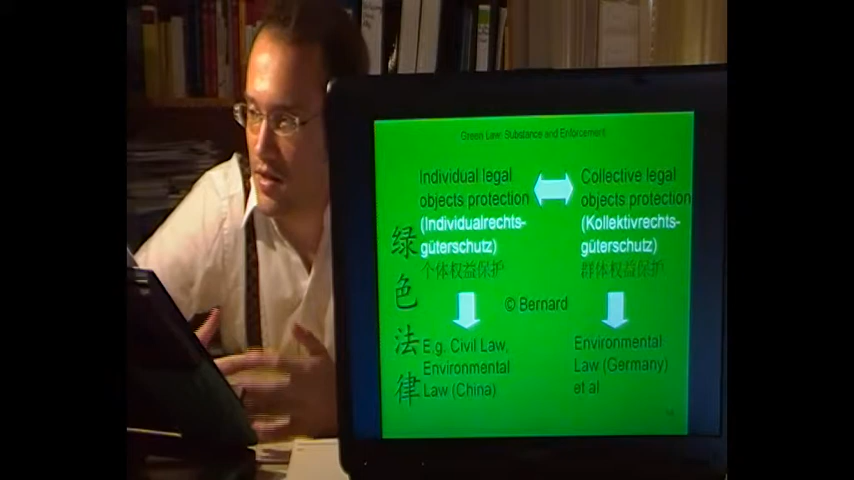 Green Law: Substance and Enforcement
Individual legal
objects protection
(Individualrechts-
güterschutz)
个体权益保护
Collective legal
objects protection
(Kollektivrechts-
güterschutz)
群体权益保护
绿
色
法
律
© Bernard
E.g. Civil Law,
Environmental
Law (China)
Environmental
Law (Germany)
et al